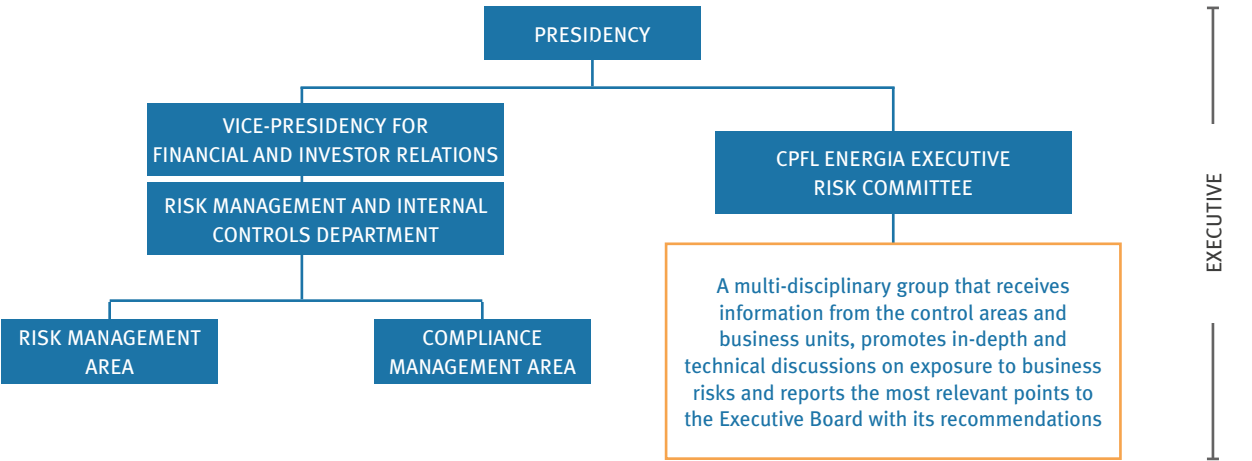 PRESIDENCY
VICE-PRESIDENCY FOR
FINANCIAL AND INVESTOR RELATIONS
RISK MANAGEMENT AND INTERNAL
CONTROLS DEPARTMENT
RISK MANAGEMENT
AREA
COMPLIANCE
MANAGEMENT AREA
CPFL ENERGIA EXECUTIVE
RISK COMMITTEE
A multi-disciplinary group that receives
information from the control areas and
business units, promotes in-depth and
technical discussions on exposure to business
risks and reports the most relevant points to
the Executive Board with its recommendations
EXECUTIVE